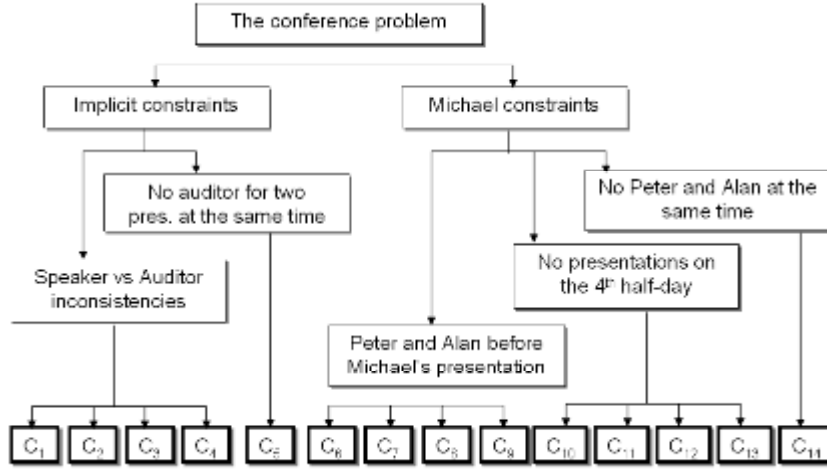 The conference problem
Implicit constraints
Michael constraints
No auditor for two
pres. at the same time
No Peter and Alan at the
same time
Speaker vs Auditor
inconsistencies
No presentations on
the 4th half-day
Peter and Alan before
Michael's presentation
C1 C2 C3 C4 C5 C6 C7 C8 C9 C10 C11 C12 C13 C14